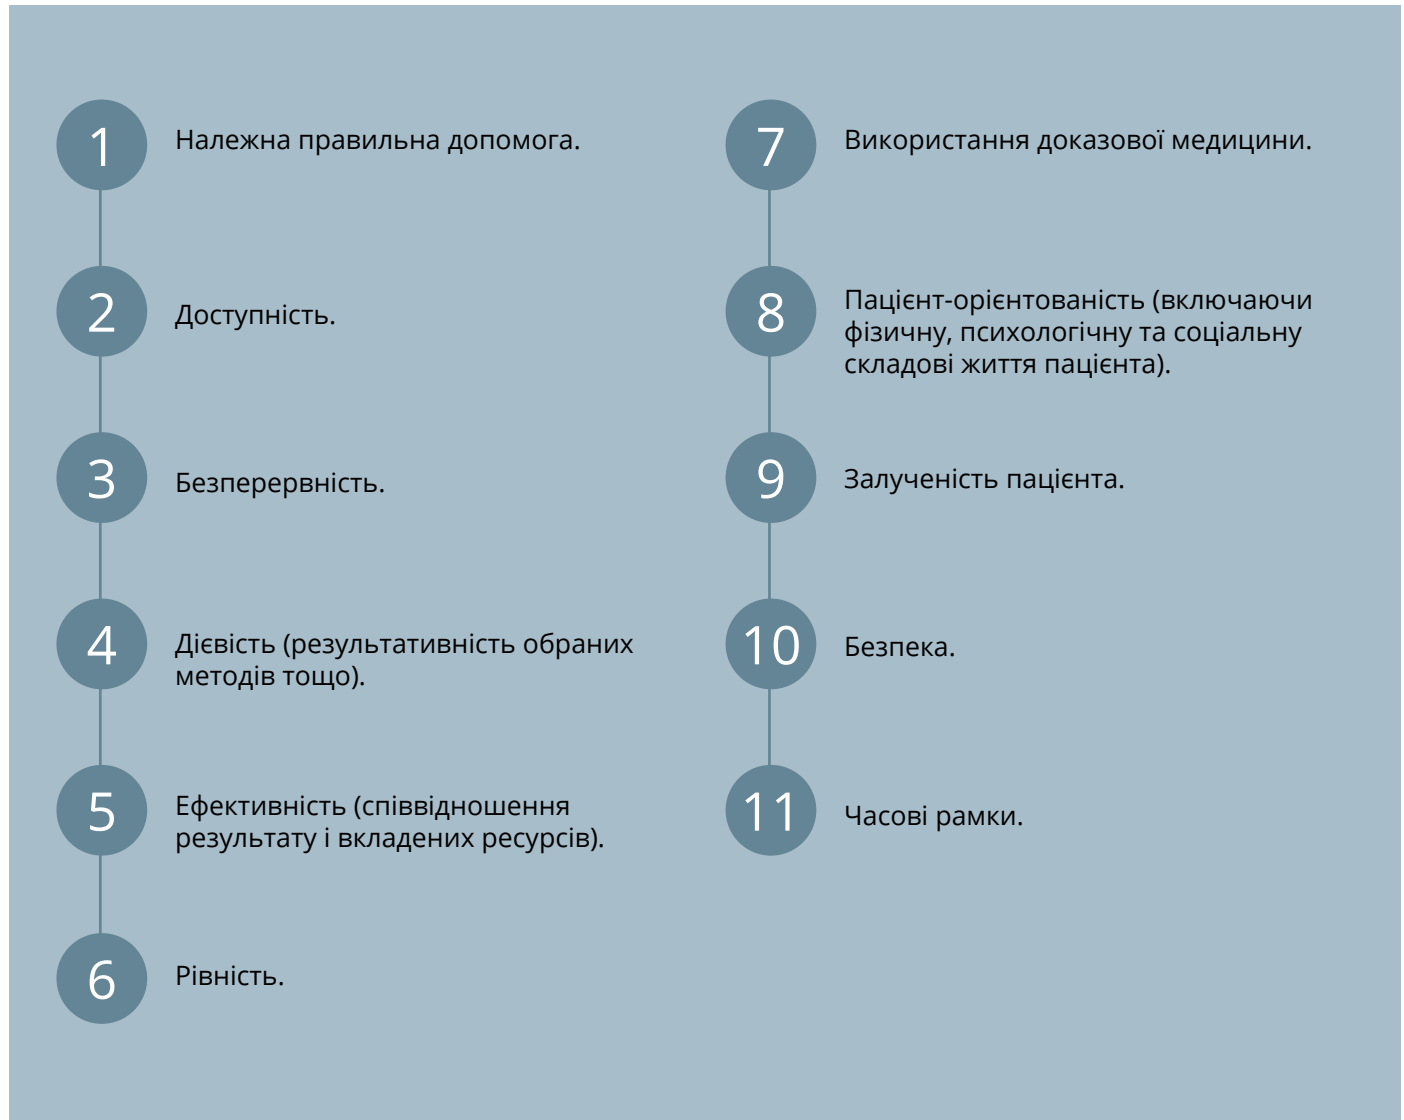 1
Належна правильна допомога.
2
Доступність.
3
Безперервність.
4
Дієвість (результативність обраних
методів тощо).
5
Ефективність (співвідношення
результату і вкладених ресурсів).
6
Рівність.
7
Використання доказової медицини.
8
Пацієнт-орієнтованість (включаючи
фізичну, психологічну та соціальну
складові життя пацієнта).
9
Залученість пацієнта.
10
Безпека.
11
Часові рамки.